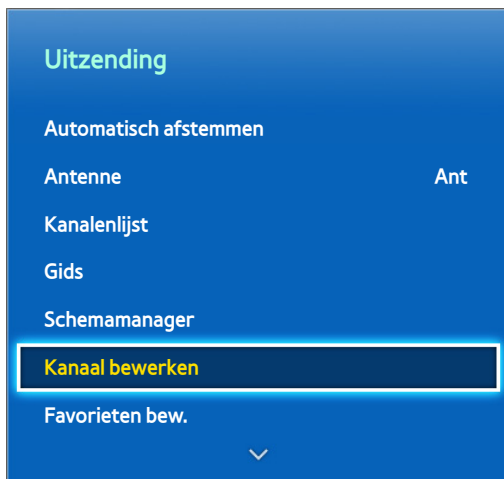 Uitzending
Automatisch afstemmen
Antenne Ant
Kanalenlijst
Gids
Schemamanager
Kanaal bewerken
Favorieten bew.